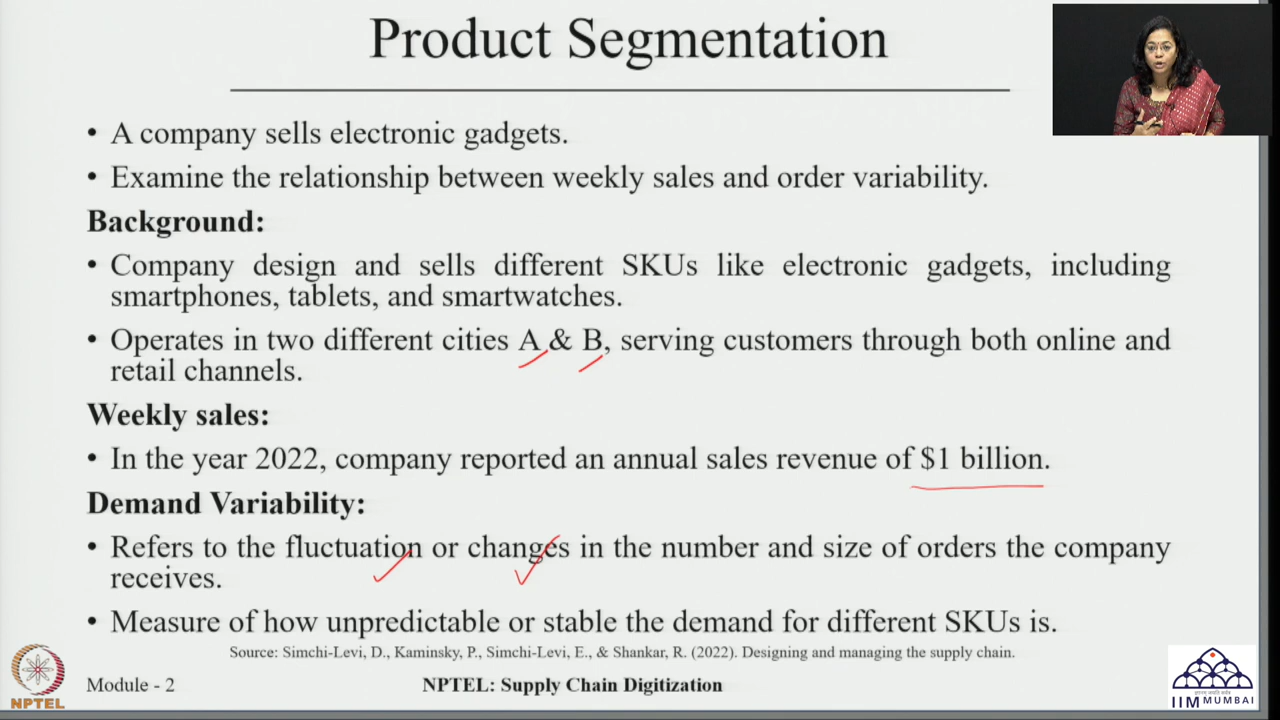 Product Segmentation
• A company sells electronic gadgets.
• Examine the relationship between weekly sales and order variability.
Background:
• Company design and sells different SKUs like electronic gadgets, including
smartphones, tablets, and smartwatches.
• Operates in two different cities A & B, serving customers through both online and
retail channels.
Weekly sales:
• In the year 2022, company reported an annual sales revenue of $1 billion.
Demand Variability:
• Refers to the fluctuation or changes in the number and size of orders the company
receives.
• Measure of how unpredictable or stable the demand for different SKUs is.
Source: Simchi-Levi, D., Kaminsky, P., Simchi-Levi, E., & Shankar, R. (2022). Designing and managing the supply chain.
NPTEL
Module - 2
NPTEL: Supply Chain Digitization
IIM MUMBAI